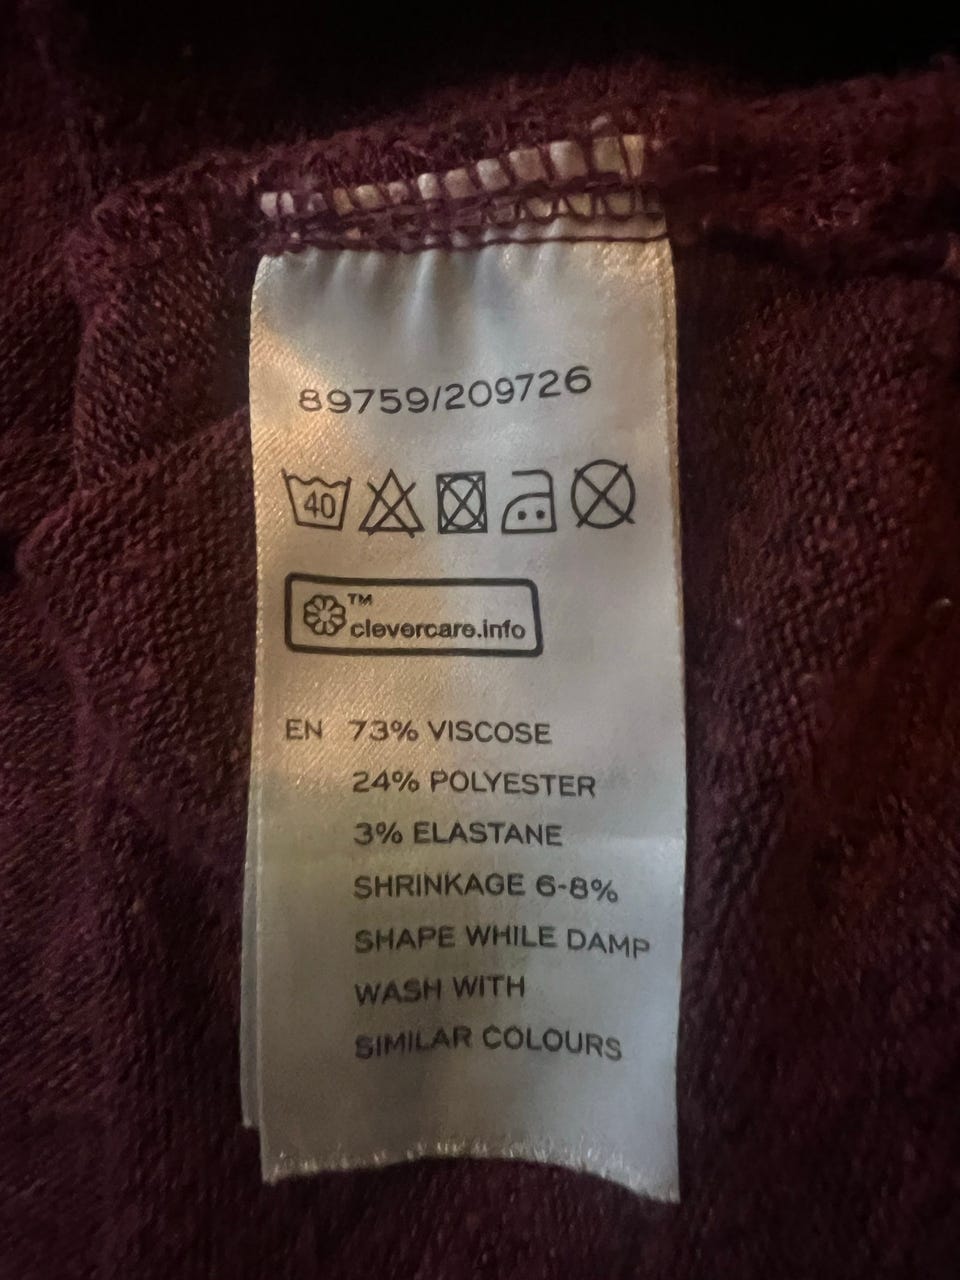 89759/209726
40
™
clevercare.info
EN 73% VISCOSE
24% POLYESTER
3% ELASTANE
SHRINKAGE 6-8%
SHAPE WHILE DAMP
WASH WITH
SIMILAR COLOURS